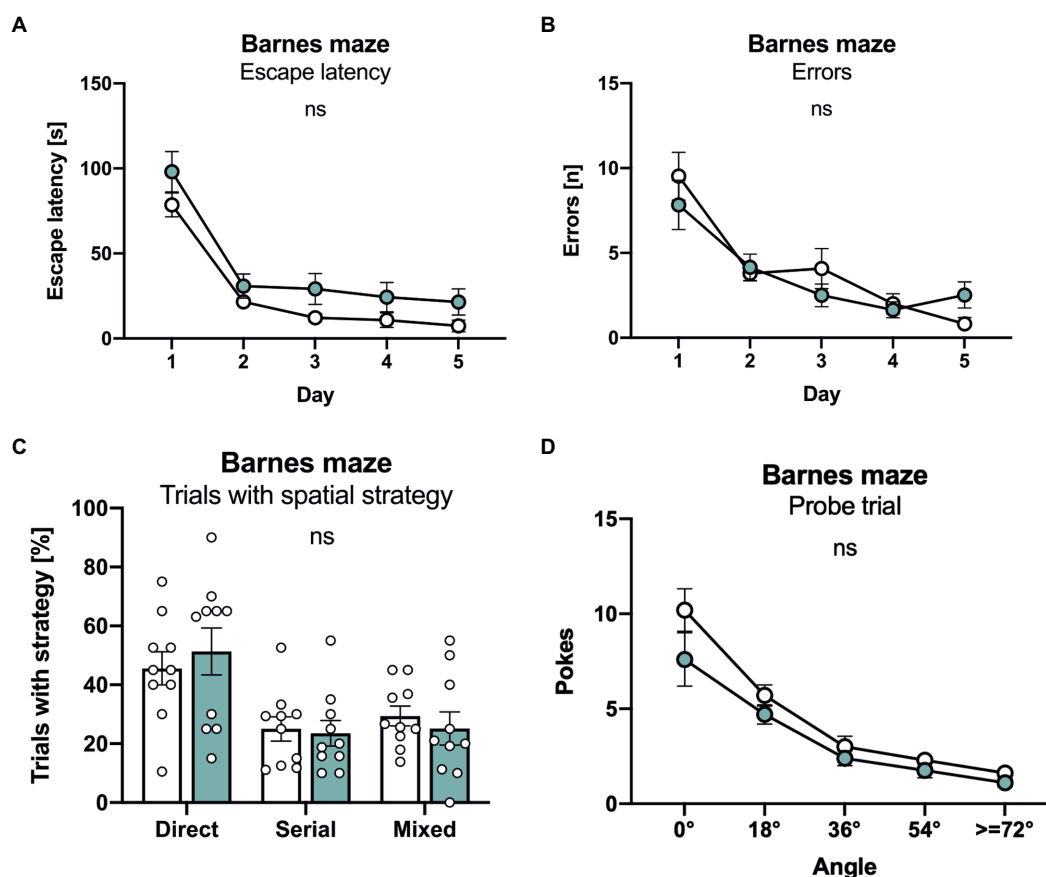 A
Barnes maze
Escape latency
ns
Escape latency [s]
150
100
50
0
1 2 3 4 5
Day
B
Barnes maze
Errors
ns
Errors [n]
15
10
5
0
1 2 3 4 5
Day
C
Barnes maze
Trials with spatial strategy
ns
Trials with strategy [%]
100
80
60
40
20
0
Direct Serial Mixed
D
Barnes maze
Probe trial
ns
Pokes
15
10
5
0
0° 18° 36° 54° >=72°
Angle